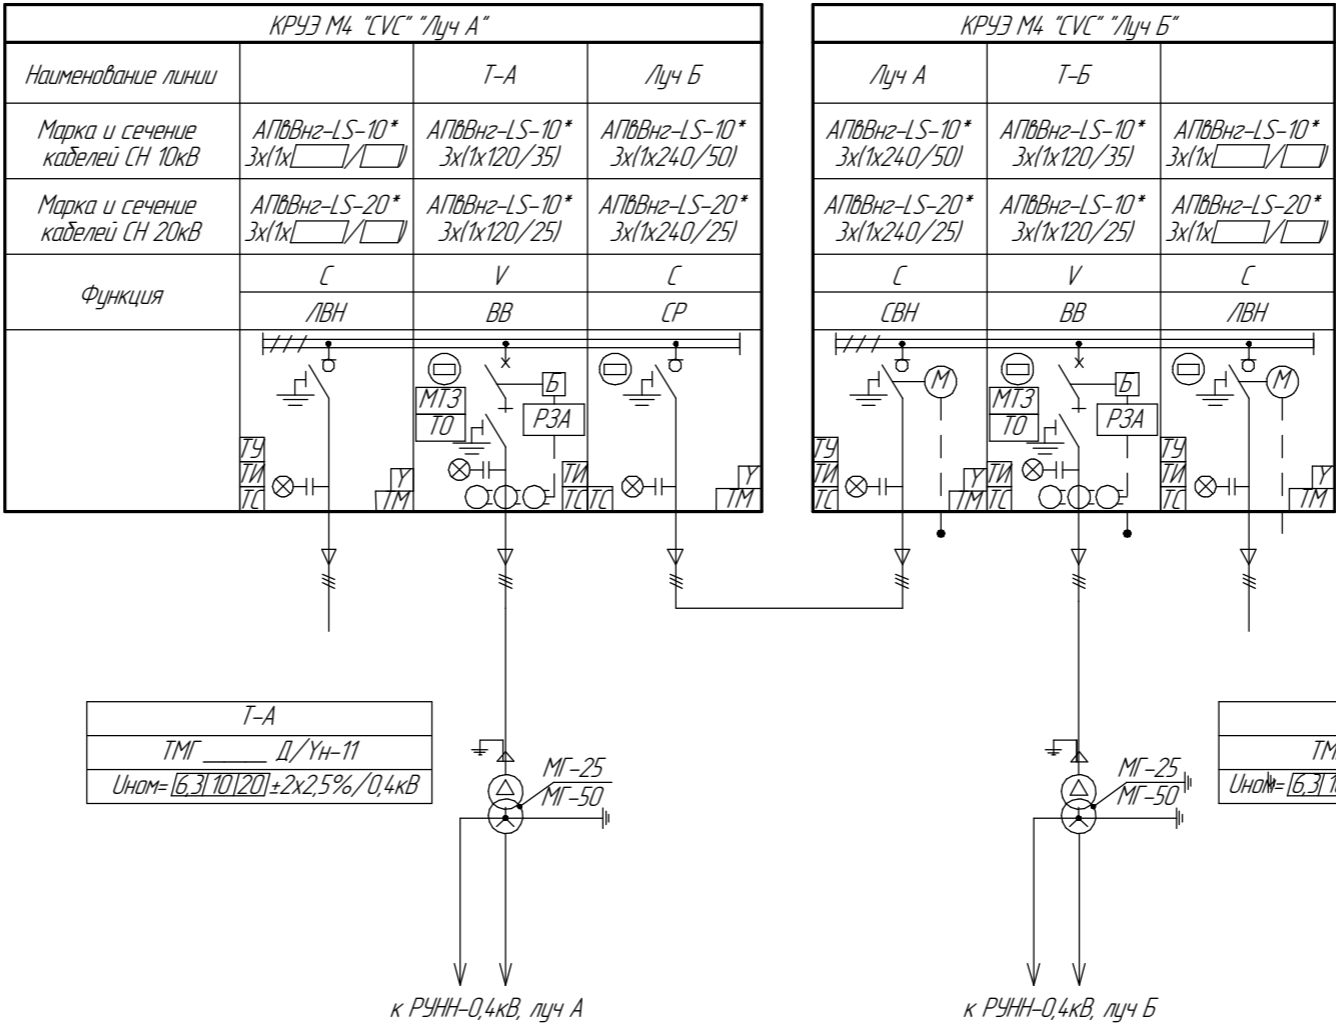 КРУЭ М4 "CVC" "Луч А"
Наименование линии
Т-А
Луч Б
Марка и сечение
кабелей СН 10кВ
АПвВнг-LS-10*
3х(1х /  )
АПвВнг-LS-10*
3х(1х120/35)
АПвВнг-LS-10*
3х(1х240/50)
Марка и сечение
кабелей СН 20кВ
АПвВнг-LS-20*
3х(1х /  )
АПвВнг-LS-10*
3х(1х120/25)
АПвВнг-LS-20*
3х(1х240/25)
Функция
C
V
C
ЛВН
ВВ
СР
МТЗ
ТО
Б
РЗА
ТУ
ТИ
ТС
Y
ТМ
ТИ
ТС
ТС
Y
ТМ
КРУЭ М4 "CVC" "Луч Б"
Луч А
Т-Б
АПвВнг-LS-10*
3х(1х240/50)
АПвВнг-LS-10*
3х(1х120/35)
АПвВнг-LS-10*
3х(1х /  )
АПвВнг-LS-20*
3х(1х240/25)
АПвВнг-LS-10*
3х(1х120/25)
АПвВнг-LS-20*
3х(1х /  )
C
V
C
СВН
ВВ
ЛВН
М
МТЗ
ТО
Б
РЗА
М
ТУ
ТИ
ТС
Y
ТМ
ТИ
ТС
ТУ
ТИ
ТС
Y
ТМ
Т-А
ТМГ _____ Д/Yн-11
Uном= 6,3 10 20 ±2х2,5%/0,4кВ
МГ-25
МГ-50
МГ-25
МГ-50
ТМ
Uном= 6,3 1
к РУНН-0,4кВ, луч А
к РУНН-0,4кВ, луч Б